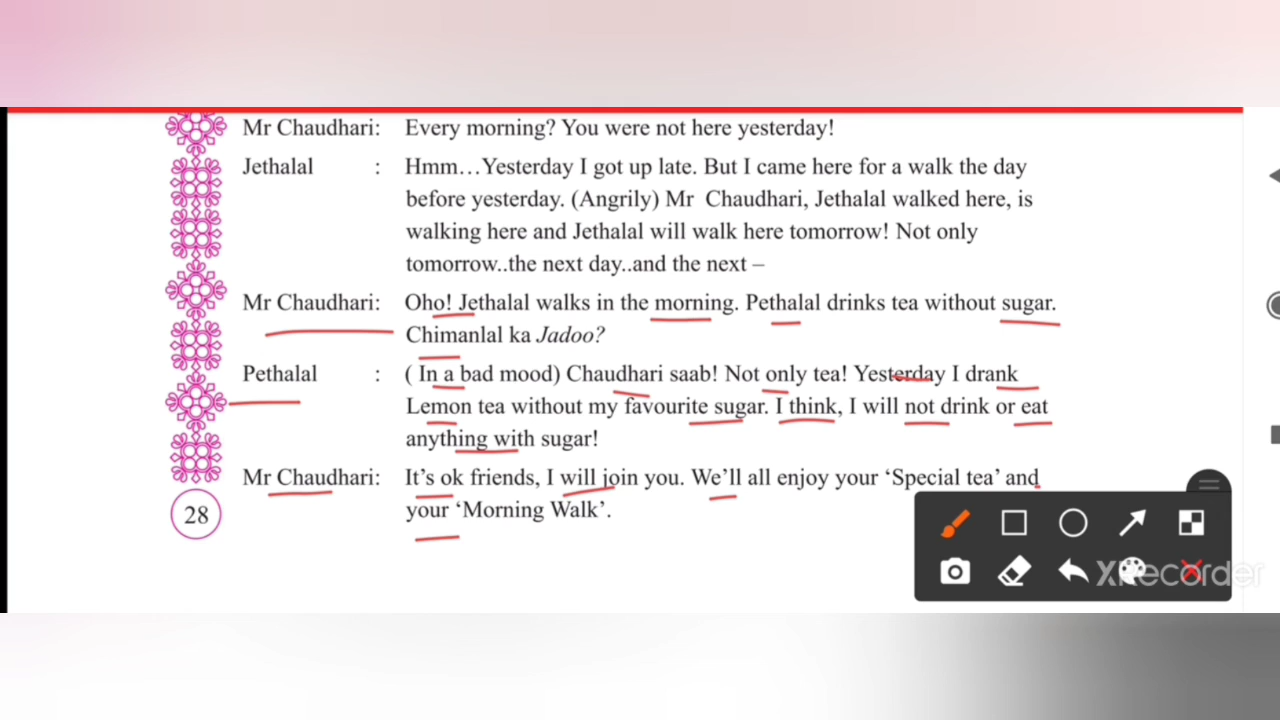 Mr Chaudhari: Every morning? You were not here yesterday!
Jethalal : Hmm...Yesterday I got up late. But I came here for a walk the day
before yesterday. (Angrily) Mr Chaudhari, Jethalal walked here, is
walking here and Jethalal will walk here tomorrow! Not only
tomorrow..the next day..and the next –
Mr Chaudhari: Oho! Jethalal walks in the morning. Pethalal drinks tea without sugar.
Chimanlal ka Jadoo?
Pethalal : ( In a bad mood) Chaudhari saab! Not only tea! Yesterday I drank
Lemon tea without my favourite sugar. I think, I will not drink or eat
anything with sugar!
Mr Chaudhari: It's ok friends, I will join you. We'll all enjoy your 'Special tea' and
your 'Morning Walk'.
28
XRecorder